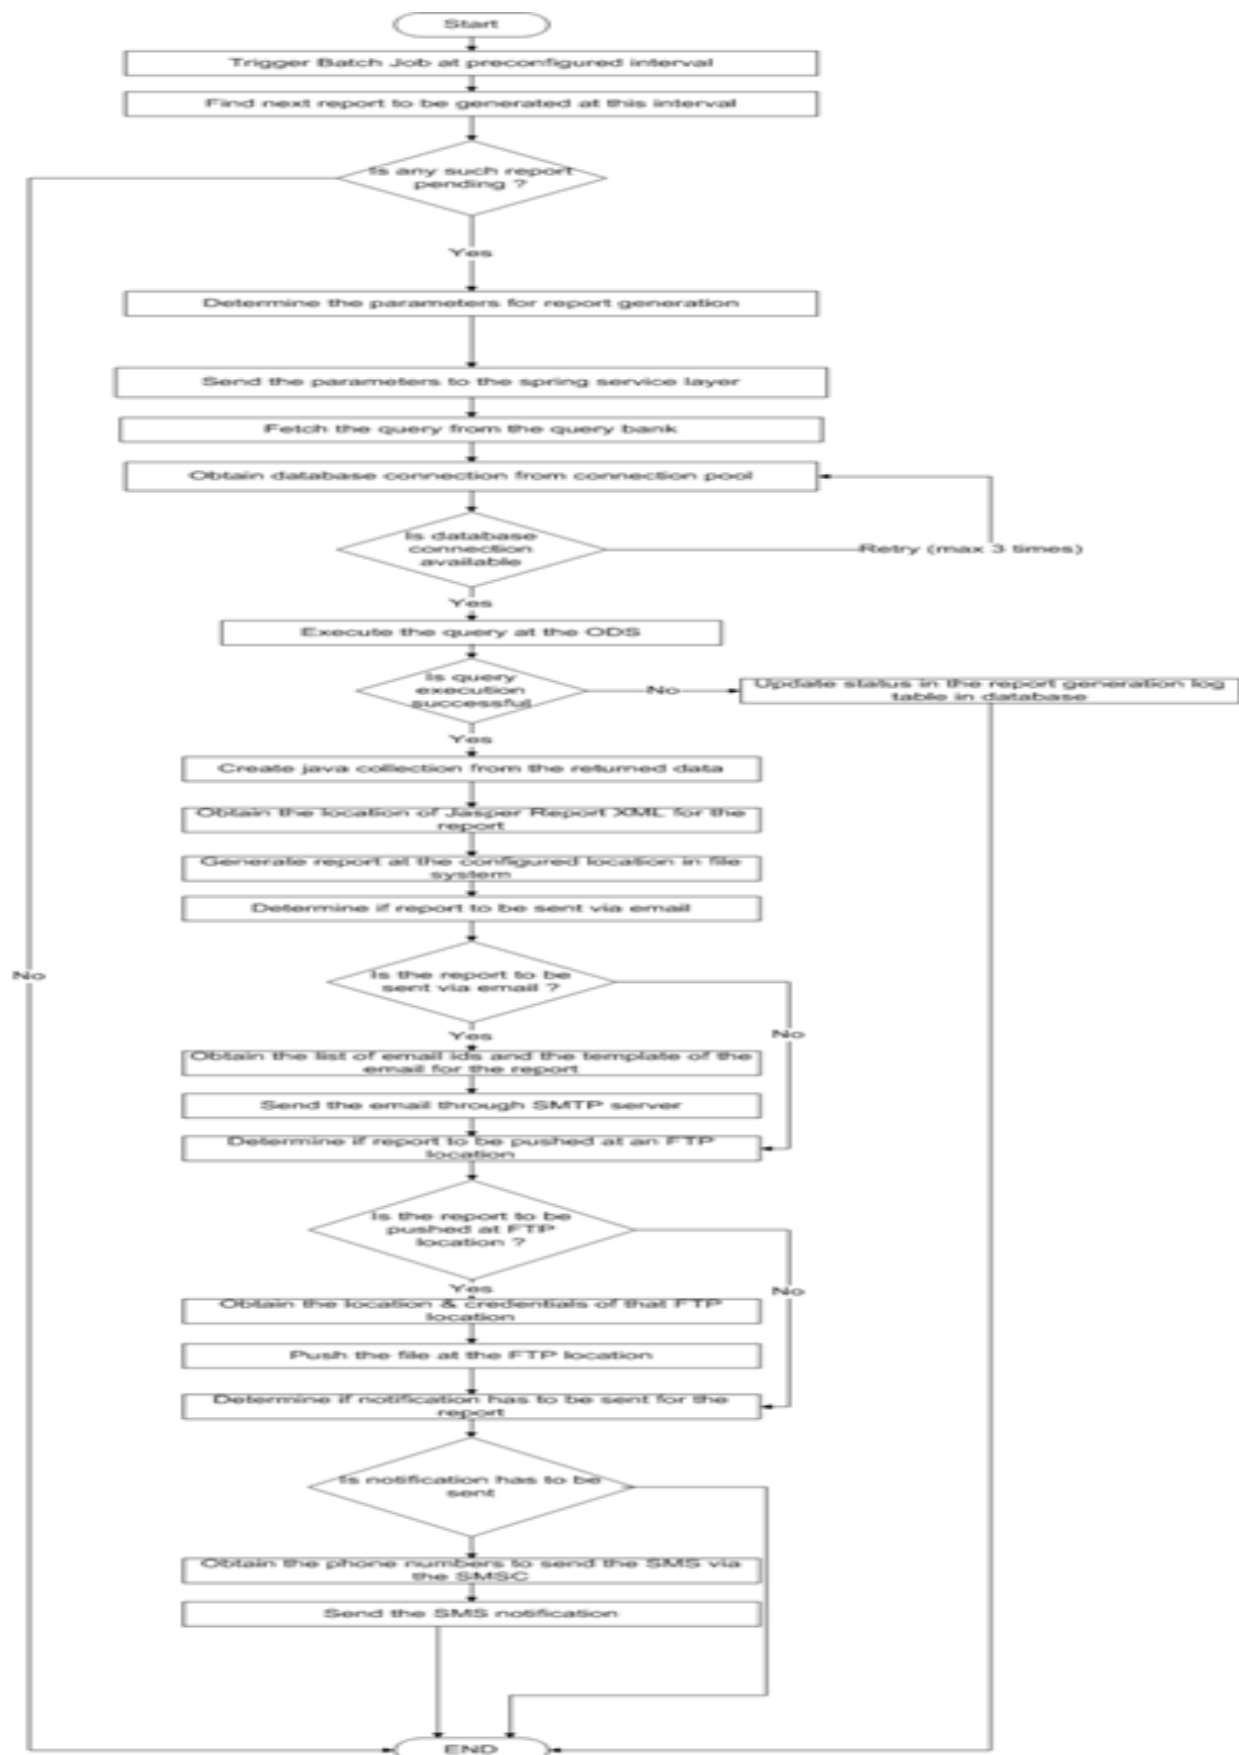 Start
Trigger Batch Job at preconfigured interval
Find next report to be generated at this interval
Is any such report
pending ?
Yes
Determine the parameters for report generation
Send the parameters to the spring service layer
Fetch the query from the query bank
Obtain database connection from connection pool
Is database
connection
available
Retry (max 3 times)
Yes
Execute the query at the ODS
Is query
execution
successful
No
Update status in the report generation log
table in database
Yes
Create java collection from the returned data
Obtain the location of Jasper Report XML for the
report
Generate report at the configured location in file
system
Determine if report to be sent via email
No
Is the report to be
sent via email ?
No
Yes
Obtain the list of email ids and the template of the
email for the report
Send the email through SMTP server
Determine if report to be pushed at an FTP
location
Is the report to be
pushed at FTP
location ?
Yes
No
Obtain the location & credentials of that FTP
location
Push the file at the FTP location
Determine if notification has to be sent for the
report
Is notification has to be
sent
Obtain the phone numbers to send the SMS via
the SMSC
Send the SMS notification
END